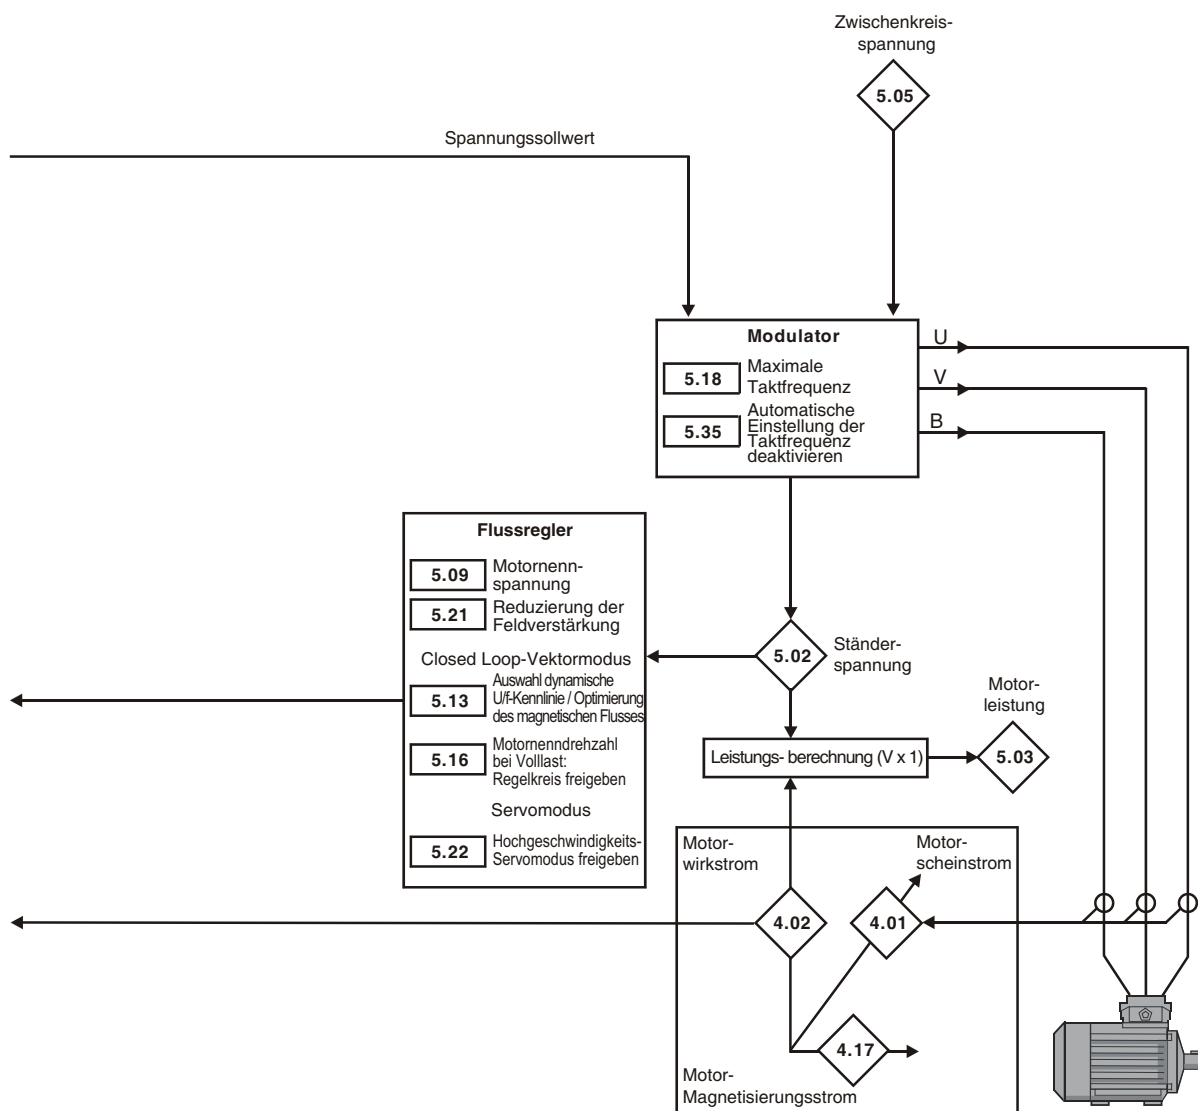 Zwischenkreis-
spannung
5.05
Spannungssollwert
Modulator
5.18
Maximale
Taktfrequenz
5.35
Automatische
Einstellung der
Taktfrequenz
deaktivieren
U
V
B
Flussregler
5.09
Motornenn-
spannung
5.21
Reduzierung der
Feldverstärkung
Closed Loop-Vektormodus
5.13
Auswahl dynamische
U/f-Kennlinie / Optimierung
des magnetischen Flusses
5.16
Motornenndrehzahl
bei Volllast:
Regelkreis freigeben
Servomodus
5.22
Hochgeschwindigkeits-
Servomodus freigeben
5.02
Ständer-
spannung
Motor-
leistung
5.03
Leistungs- berechnung (V x 1)
Motor-
wirkstrom
Motor-
scheinstrom
4.02
4.01
4.17
Motor-
Magnetisierungsstrom